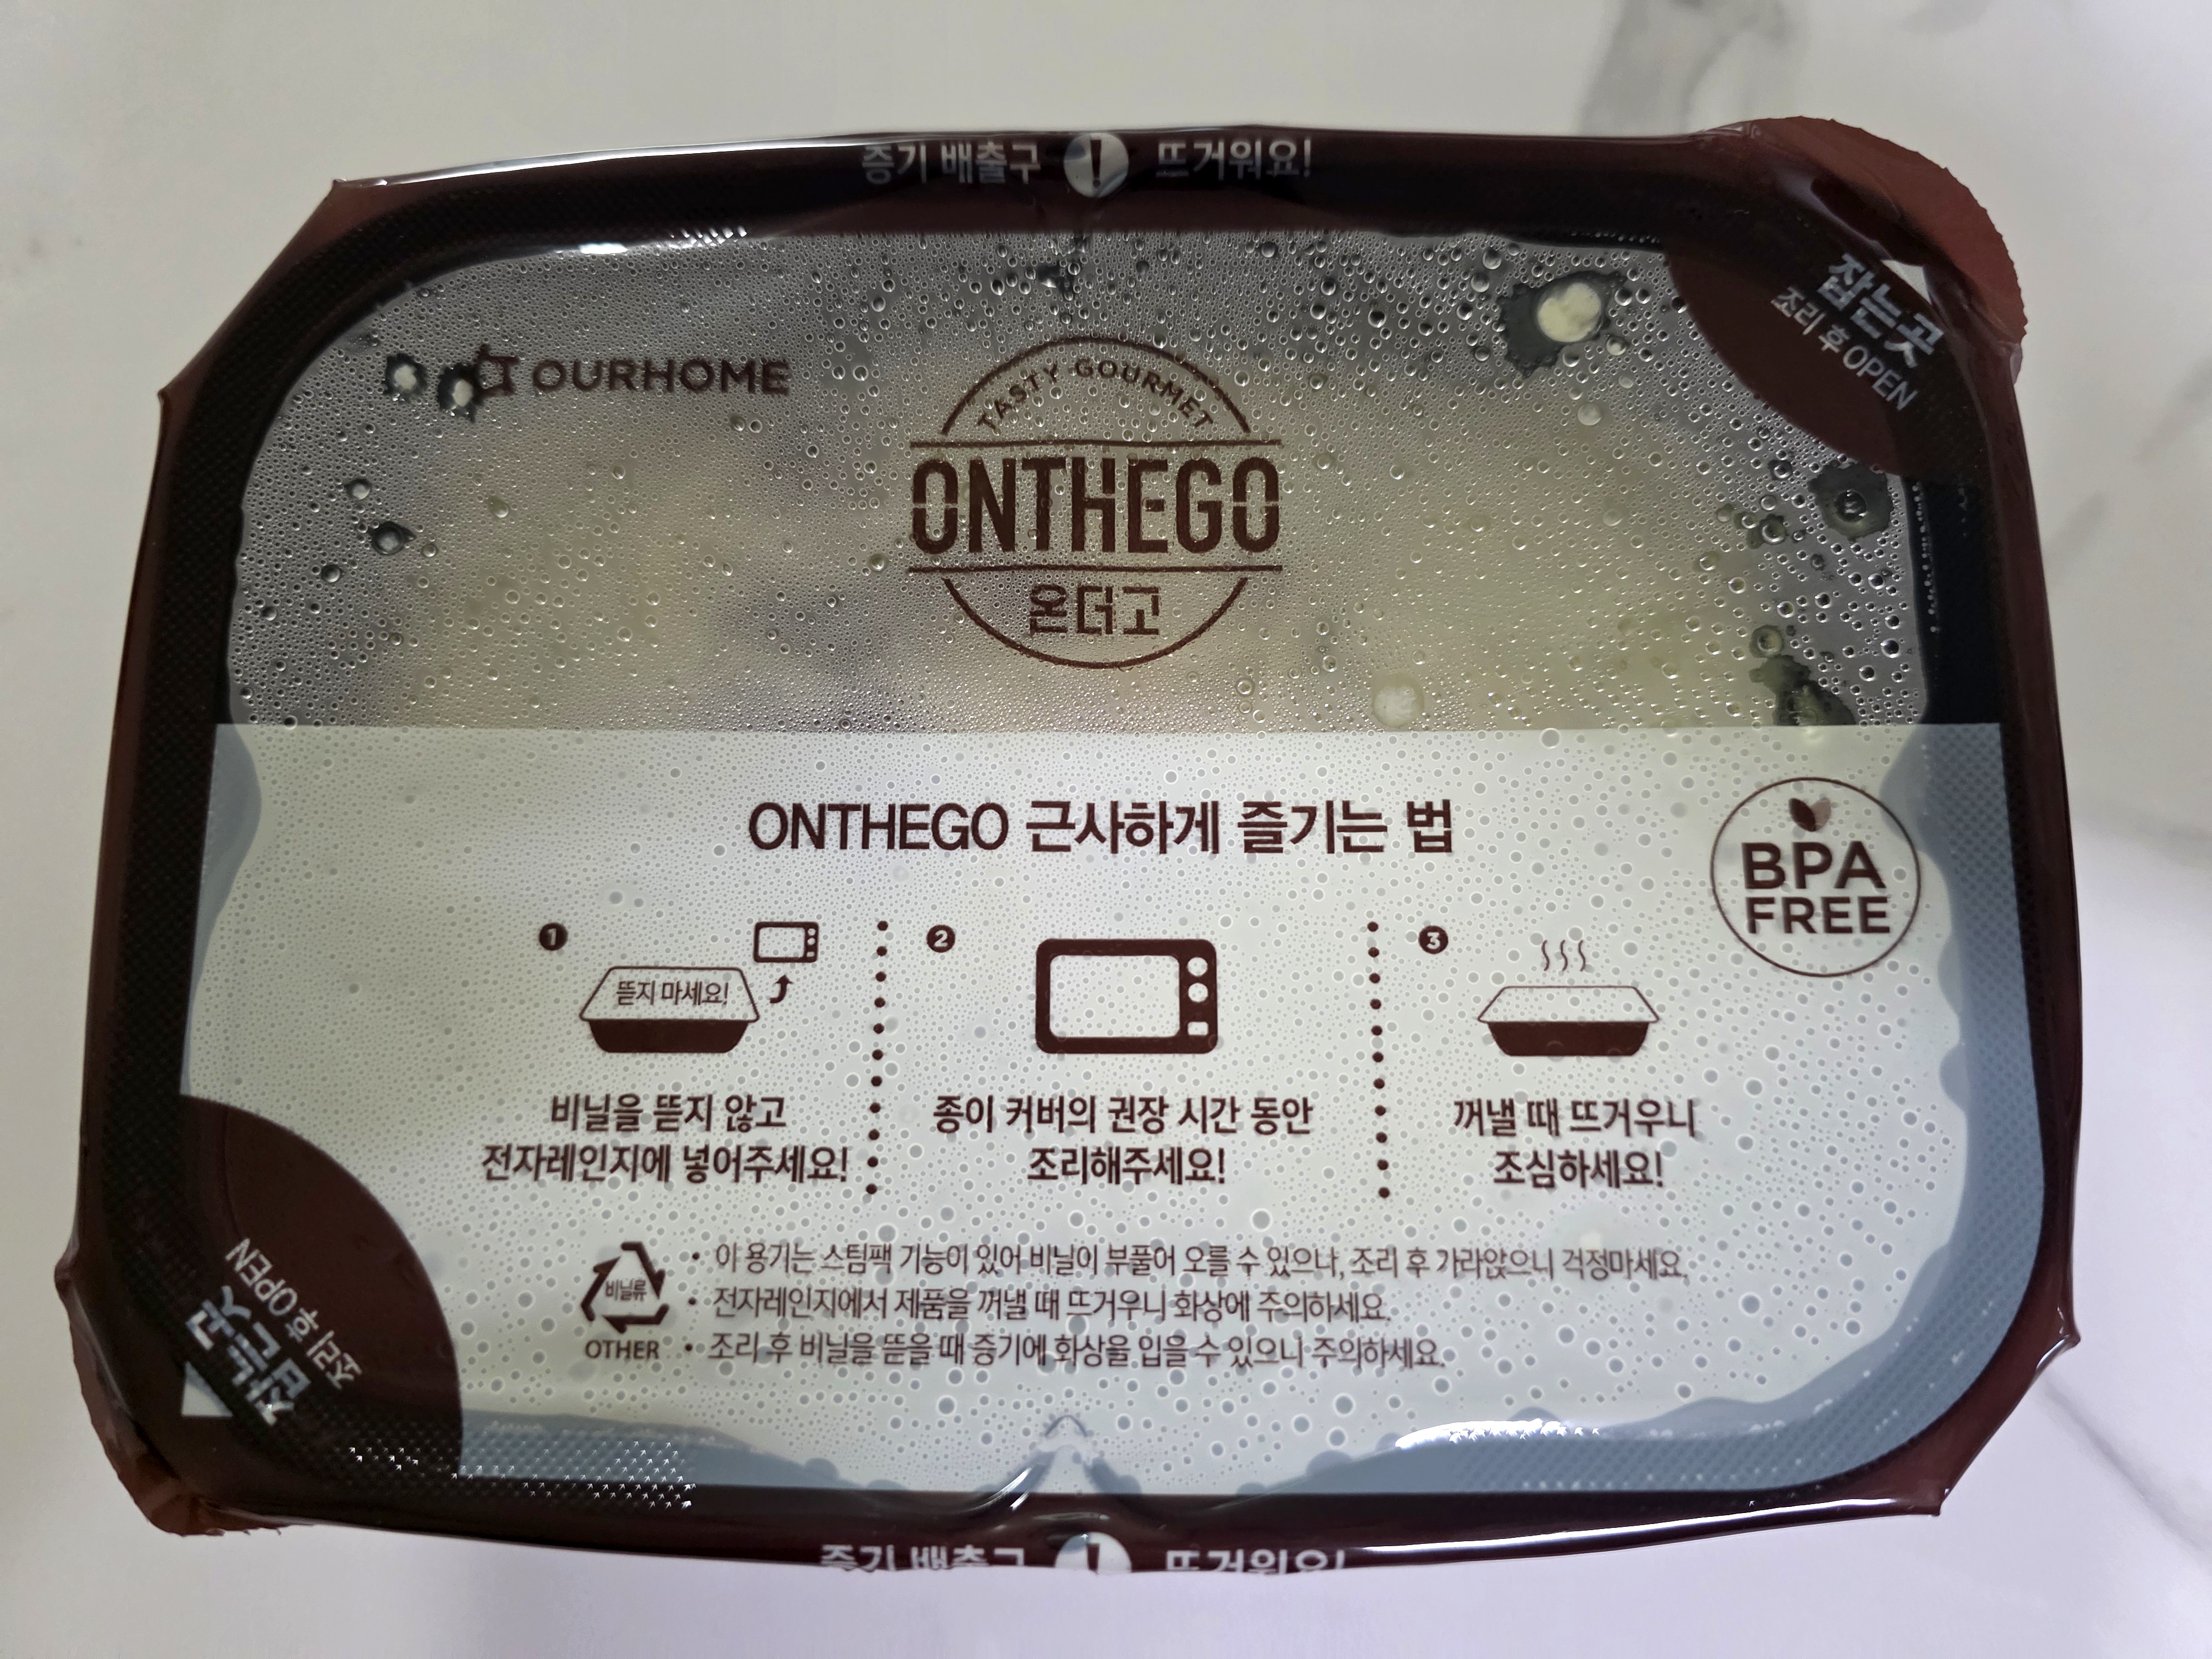 증기 배출구 ! 뜨거워요!
잡는곳
조리 후 OPEN
OURHOME
TASTY GOURMET
ONTHEGO
온더고
ONTHEGO 근사하게 즐기는 법
BPA
FREE
1
뜯지 마세요!
비닐을 뜯지 않고
전자레인지에 넣어주세요!
2
종이 커버의 권장 시간 동안
조리해주세요!
3
꺼낼 때 뜨거우니
조심하세요!
비닐류
OTHER
• 이 용기는 스팀팩 기능이 있어 비닐이 부풀어 오를 수 있으나, 조리 후 가라앉으니 걱정마세요.
• 전자레인지에서 제품을 꺼낼 때 뜨거우니 화상에 주의하세요.
• 조리 후 비닐을 뜯을 때 증기에 화상을 입을 수 있으니 주의하세요.
잡는곳
조리 후 OPEN
증기 배출구 ! 뜨거워요!